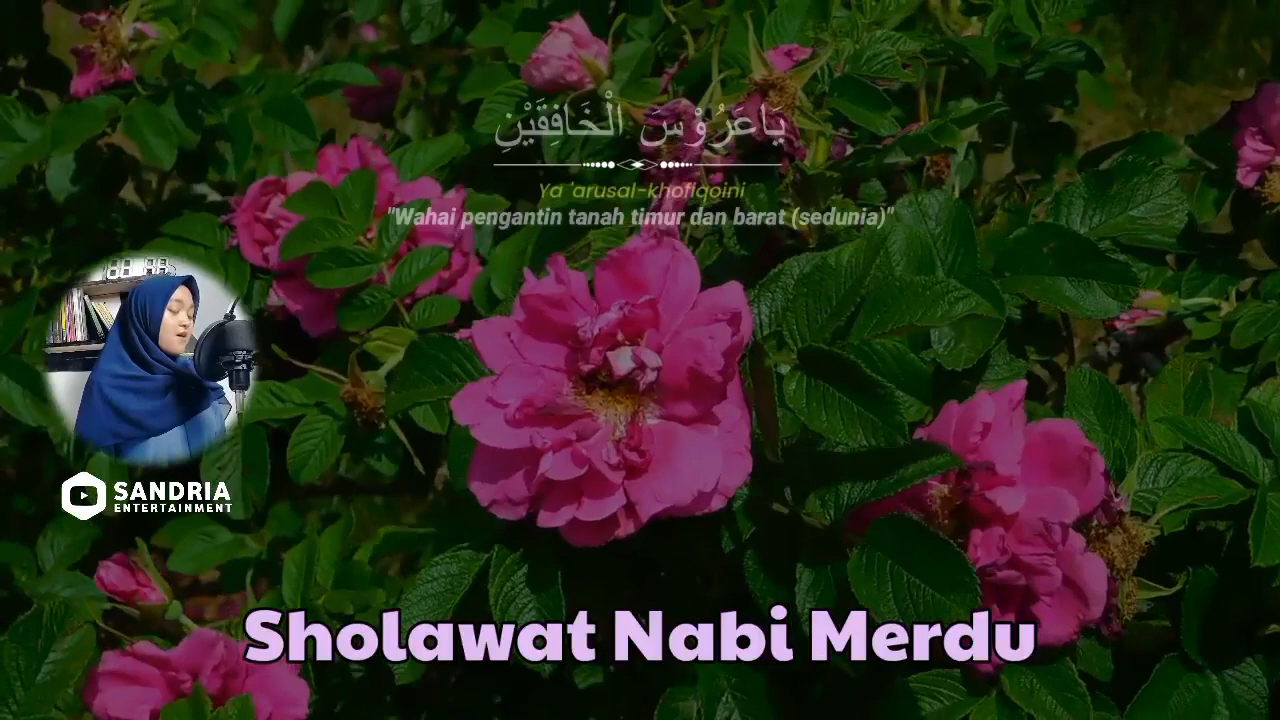 يَاعَرُوْسَ الْخَافِقَيْنِ
Ya 'arusal-khofiqoini
"Wahai pengantin tanah timur dan barat (sedunia)"
SANDRIA
ENTERTAINMENT
Sholawat Nabi Merdu